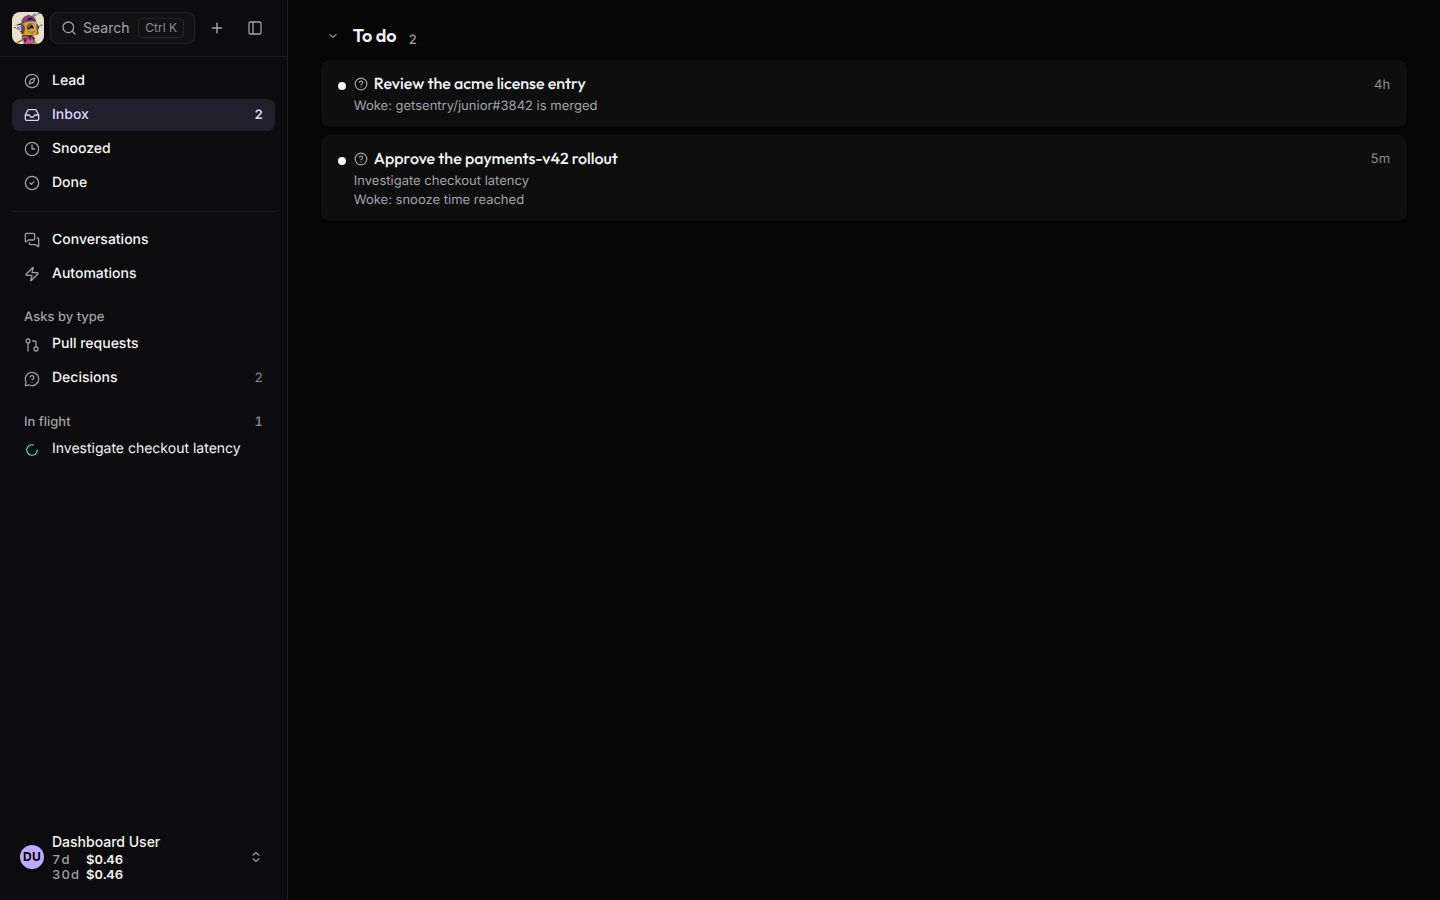 Search Ctrl K
Lead
Inbox 2
Snoozed
Done
Conversations
Automations
Asks by type
Pull requests
Decisions 2
In flight 1
Investigate checkout latency
DU
Dashboard User
7d $0.46
30d $0.46
To do 2
Review the acme license entry 4h
Woke: getsentry/junior#3842 is merged
Approve the payments-v42 rollout 5m
Investigate checkout latency
Woke: snooze time reached